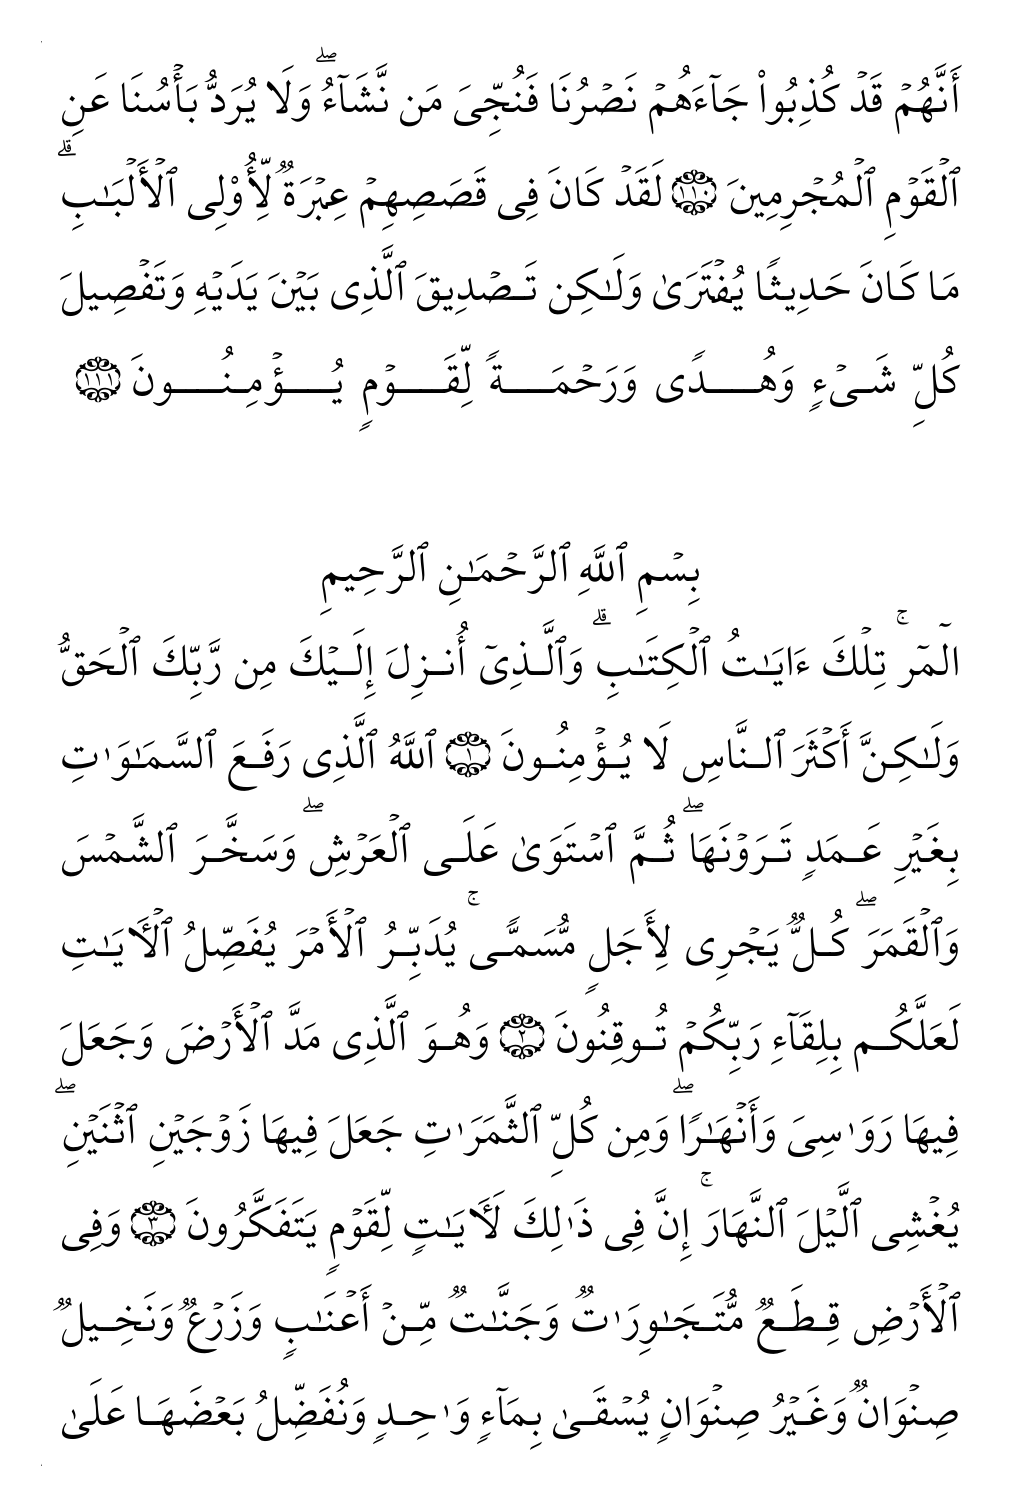 أَنَّهُمۡ قَدۡ كُذِبُواْ جَآءَهُمۡ نَصۡرُنَا فَنُجِّيَ مَن نَّشَآءُۖ وَلَا يُرَدُّ بَأۡسُنَا عَنِ
ٱلۡقَوۡمِ ٱلۡمُجۡرِمِينَ ١١٠ لَقَدۡ كَانَ فِي قَصَصِهِمۡ عِبۡرَةٞ لِّأُوْلِي ٱلۡأَلۡبَٰبِۗ
مَا كَانَ حَدِيثٗا يُفۡتَرَىٰ وَلَٰكِن تَصۡدِيقَ ٱلَّذِي بَيۡنَ يَدَيۡهِ وَتَفۡصِيلَ
كُلِّ شَيۡءٖ وَهُدٗى وَرَحۡمَةٗ لِّقَوۡمٖ يُؤۡمِنُونَ ١١١
بِسۡمِ ٱللَّهِ ٱلرَّحۡمَٰنِ ٱلرَّحِيمِ
الٓمٓرۚ تِلۡكَ ءَايَٰتُ ٱلۡكِتَٰبِۗ وَٱلَّذِيٓ أُنزِلَ إِلَيۡكَ مِن رَّبِّكَ ٱلۡحَقُّ
وَلَٰكِنَّ أَكۡثَرَ ٱلنَّاسِ لَا يُؤۡمِنُونَ ١ ٱللَّهُ ٱلَّذِي رَفَعَ ٱلسَّمَٰوَٰتِ
بِغَيۡرِ عَمَدٖ تَرَوۡنَهَاۖ ثُمَّ ٱسۡتَوَىٰ عَلَى ٱلۡعَرۡشِۖ وَسَخَّرَ ٱلشَّمۡسَ
وَٱلۡقَمَرَۖ كُلّٞ يَجۡرِي لِأَجَلٖ مُّسَمّٗىۚ يُدَبِّرُ ٱلۡأَمۡرَ يُفَصِّلُ ٱلۡأٓيَٰتِ
لَعَلَّكُم بِلِقَآءِ رَبِّكُمۡ تُوقِنُونَ ٢ وَهُوَ ٱلَّذِي مَدَّ ٱلۡأَرۡضَ وَجَعَلَ
فِيهَا رَوَٰسِيَ وَأَنۡهَٰرٗاۖ وَمِن كُلِّ ٱلثَّمَرَٰتِ جَعَلَ فِيهَا زَوۡجَيۡنِ ٱثۡنَيۡنِۖ
يُغۡشِي ٱلَّيۡلَ ٱلنَّهَارَۚ إِنَّ فِي ذَٰلِكَ لَأٓيَٰتٖ لِّقَوۡمٖ يَتَفَكَّرُونَ ٣ وَفِي
ٱلۡأَرۡضِ قِطَعٞ مُّتَجَٰوِرَٰتٞ وَجَنَّٰتٞ مِّنۡ أَعۡنَٰبٖ وَزَرۡعٞ وَنَخِيلٞ
صِنۡوَانٞ وَغَيۡرُ صِنۡوَانٖ يُسۡقَىٰ بِمَآءٖ وَٰحِدٖ وَنُفَضِّلُ بَعۡضَهَا عَلَىٰ